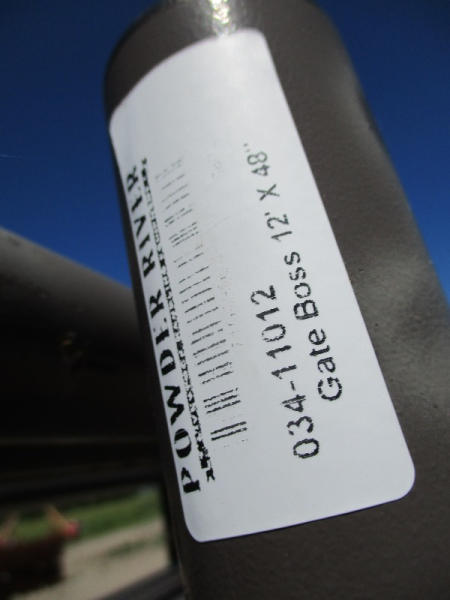 POWDER RIVER
034-11012
Gate Boss 12' X 48"